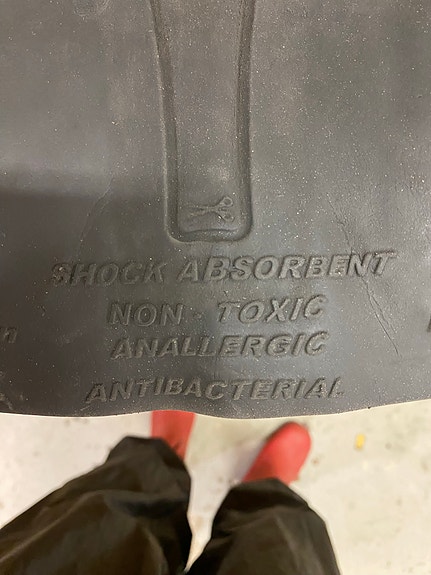 SHOCK ABSORBENT
NON - TOXIC
ANALLERGIC
ANTIBACTERIAL